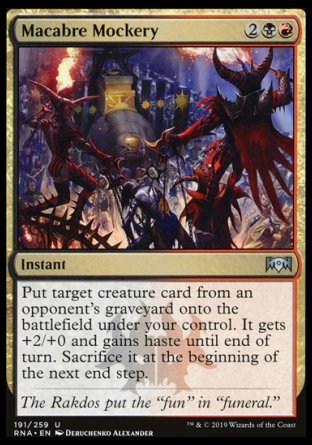 Macabre Mockery 2
Instant
Put target creature card from an
opponent's graveyard onto the
battlefield under your control. It gets
+2/+0 and gains haste until end of
turn. Sacrifice it at the beginning of
the next end step.
The Rakdos put the “fun” in “funeral.”
191/259 U
RNA • EN Deruchenko Alexander ™ & © 2019 Wizards of the Coast